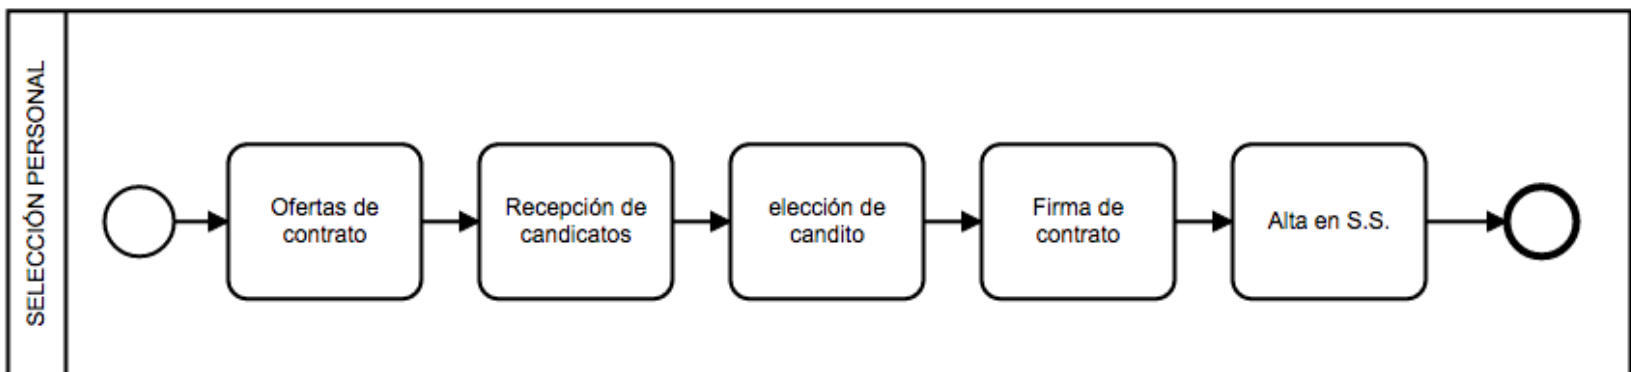 SELECCIÓN PERSONAL
Ofertas de
contrato
Recepción de
candicatos
elección de
candito
Firma de
contrato
Alta en S.S.